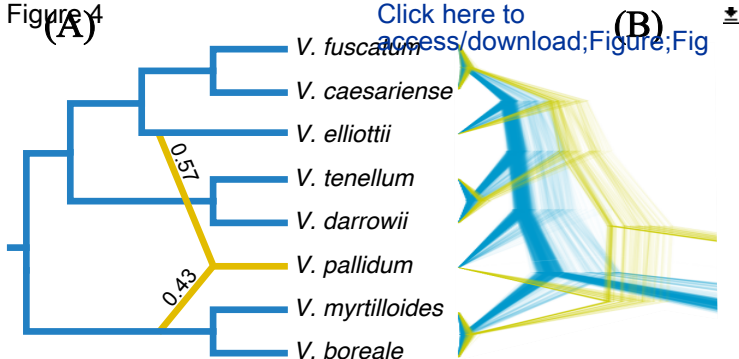 Figure 4
(A)
Click here to
access/download;Figure;Fig
(B)
V. fuscatum
V. caesariense
V. elliottii
0.57
V. tenellum
V. darrowii
V. pallidum
0.43
V. myrtilloides
V. boreale